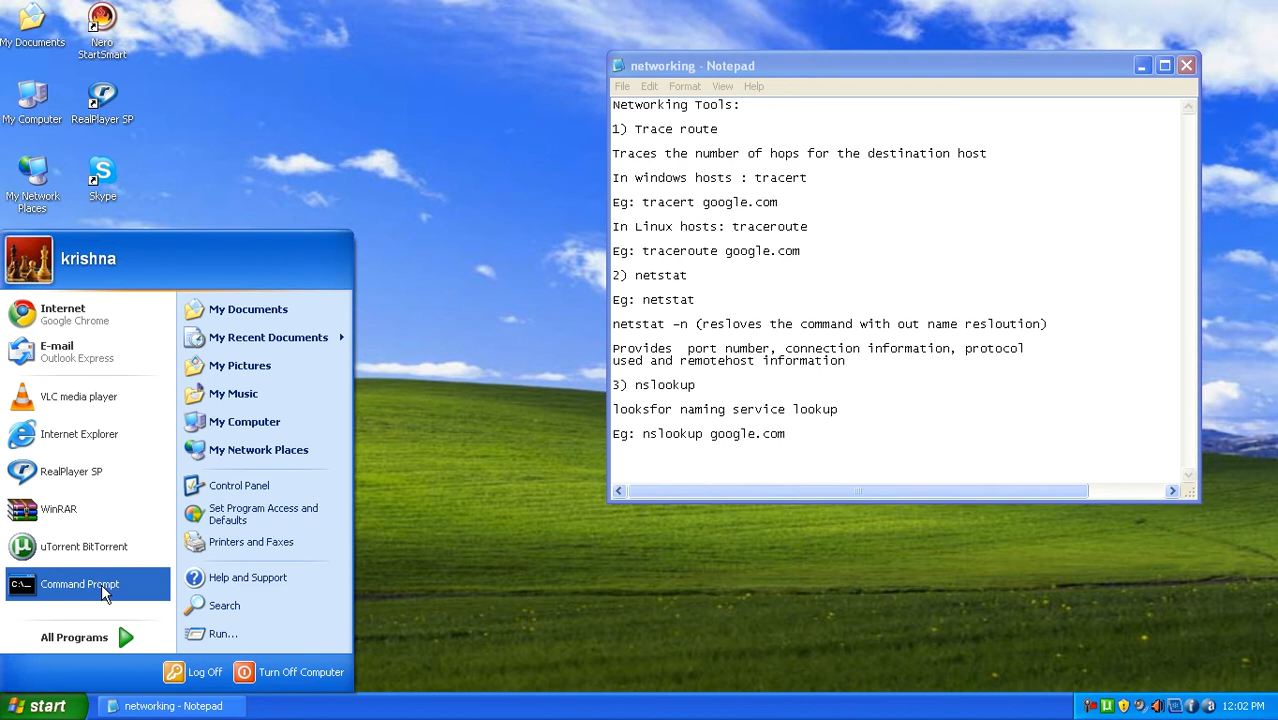 My Documents
Nero
StartSmart
My Computer
RealPlayer SP
My Network
Places
Skype
networking - Notepad
File Edit Format View Help
Networking Tools:
1) Trace route
Traces the number of hops for the destination host
In windows hosts : tracert
Eg: tracert google.com
In Linux hosts: traceroute
Eg: traceroute google.com
2) netstat
Eg: netstat
netstat -n (resloves the command with out name resloution)
Provides  port number, connection information, protocol
used and remotehost information
3) nslookup
looksfor naming service lookup
Eg: nslookup google.com
krishna
Internet
Google Chrome
E-mail
Outlook Express
VLC media player
Internet Explorer
RealPlayer SP
WinRAR
uTorrent BitTorrent
C:\_
Command Prompt
All Programs
My Documents
My Recent Documents
My Pictures
My Music
My Computer
My Network Places
Control Panel
Set Program Access and
Defaults
Printers and Faxes
Help and Support
Search
Run...
Log Off
Turn Off Computer
start
networking - Notepad
12:02 PM